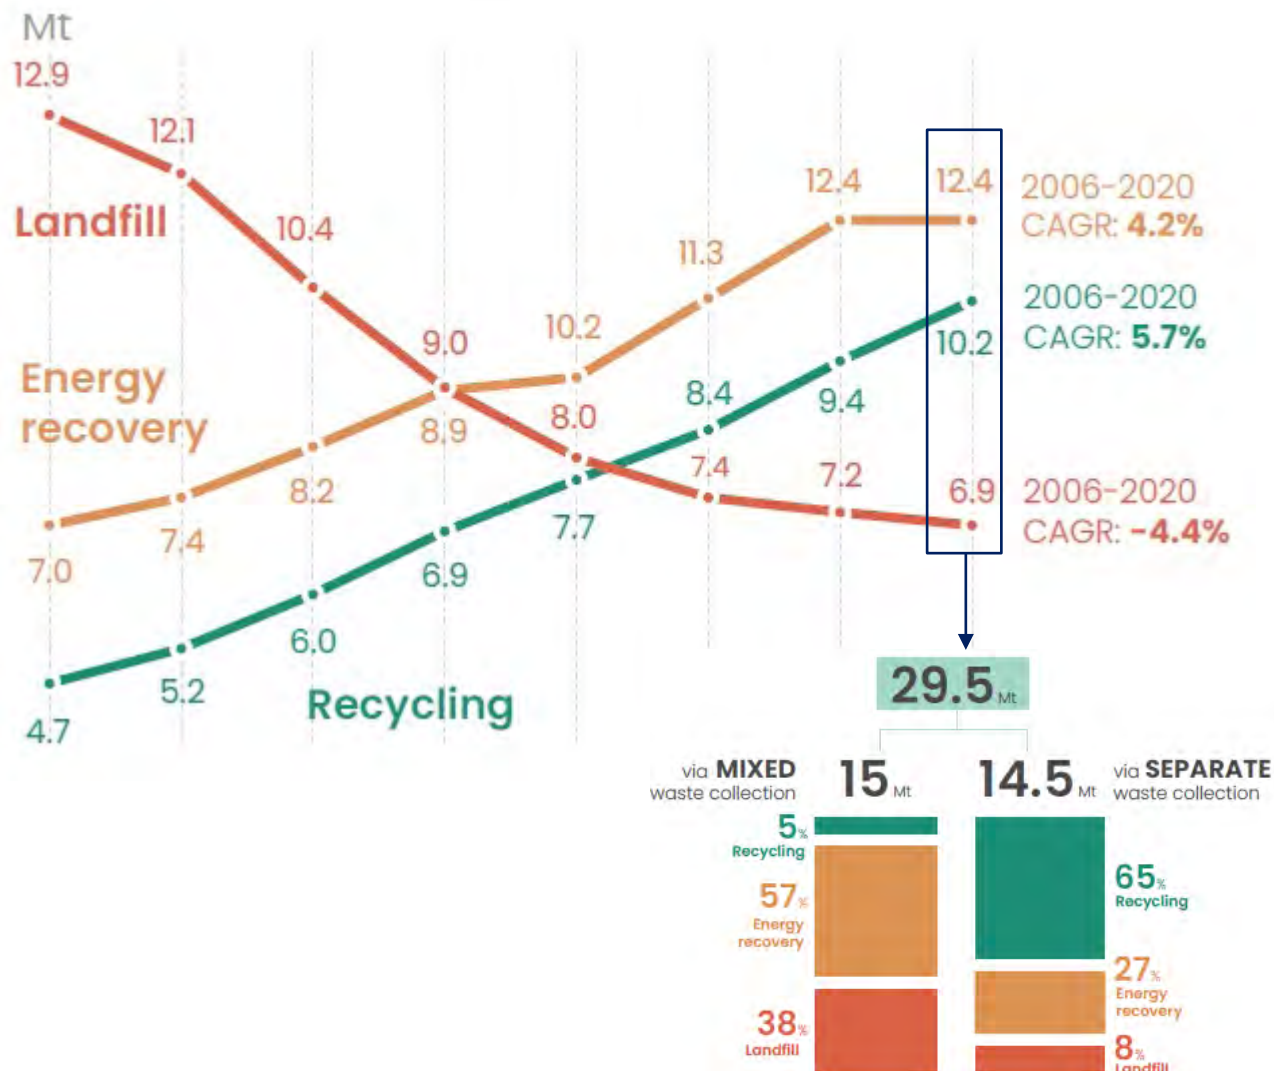 Mt
12.9
12.1
Landfill
10.4
9.0
Energy
recovery
7.0
7.4
8.2
8.9
10.2
11.3
12.4
12.4
2006-2020
CAGR: 4.2%
4.7
5.2
6.0
6.9
7.7
8.4
9.4
10.2
Recycling
2006-2020
CAGR: 5.7%
8.0
7.4
7.2
6.9
2006-2020
CAGR: -4.4%
29.5 Mt
via MIXED
waste collection
15 Mt
14.5 Mt
via SEPARATE
waste collection
5%
Recycling
57%
Energy
recovery
38%
Landfill
65%
Recycling
27%
Energy
recovery
8%
Landfill